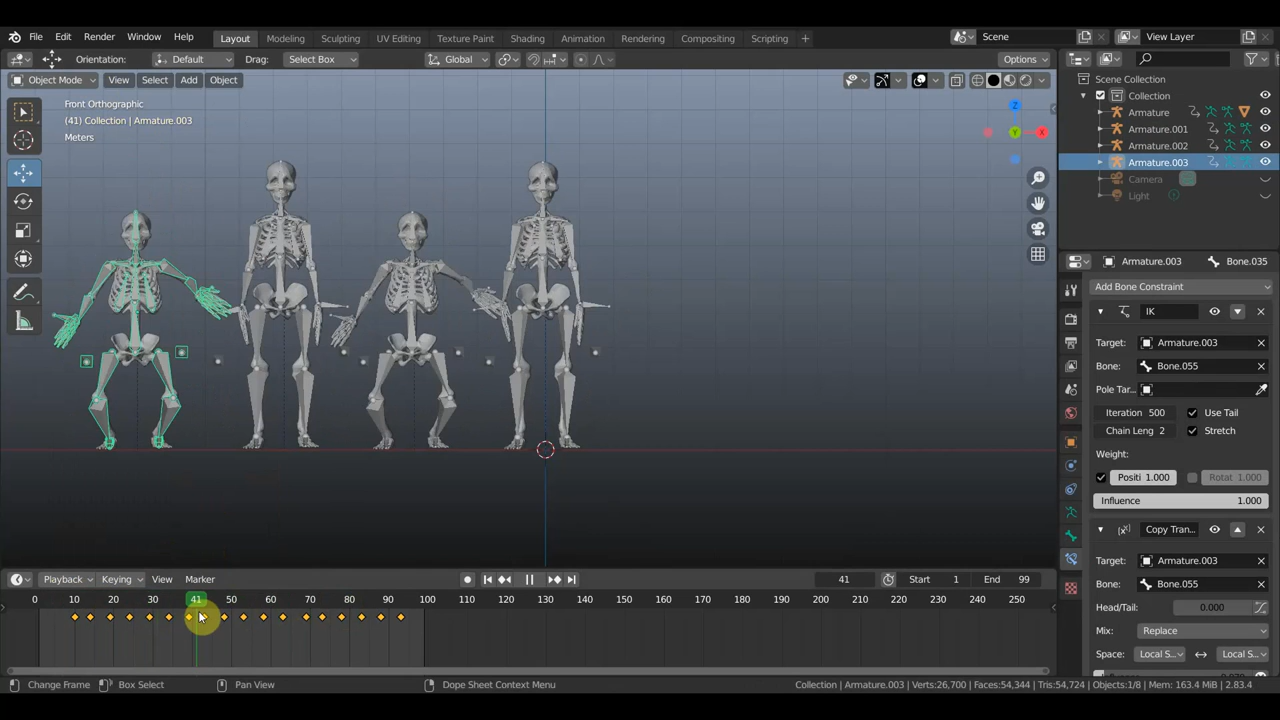 File Edit Render Window Help Layout Modeling Sculpting UV Editing Texture Paint Shading Animation Rendering Compositing Scripting + Scene View Layer
Orientation: Default Drag: Select Box Global Options
Object Mode View Select Add Object
Scene Collection
Collection
Armature
Armature.001
Armature.002
Armature.003
Camera
Light
Front Orthographic
(41) Collection | Armature.003
Meters
Z
Y
X
Armature.003 Bone.035
Add Bone Constraint
IK
Target: Armature.003
Bone: Bone.055
Pole Tar...
Iteration 500 Use Tail
Chain Leng 2 Stretch
Weight:
Positi 1.000 Rotat 1.000
Influence 1.000
Copy Tran...
Target: Armature.003
Bone: Bone.055
Head/Tail: 0.000
Mix: Replace
Space: Local S... Local S...
Playback Keying View Marker 41 Start 1 End 99
0 10 20 30 41 50 60 70 80 90 100 110 120 130 140 150 160 170 180 190 200 210 220 230 240 250
Change Frame Box Select Pan View Dope Sheet Context Menu Collection | Armature.003 | Verts:26,700 | Faces:54,344 | Tris:54,724 | Objects:1/8 | Mem: 163.4 MiB | 2.83.4